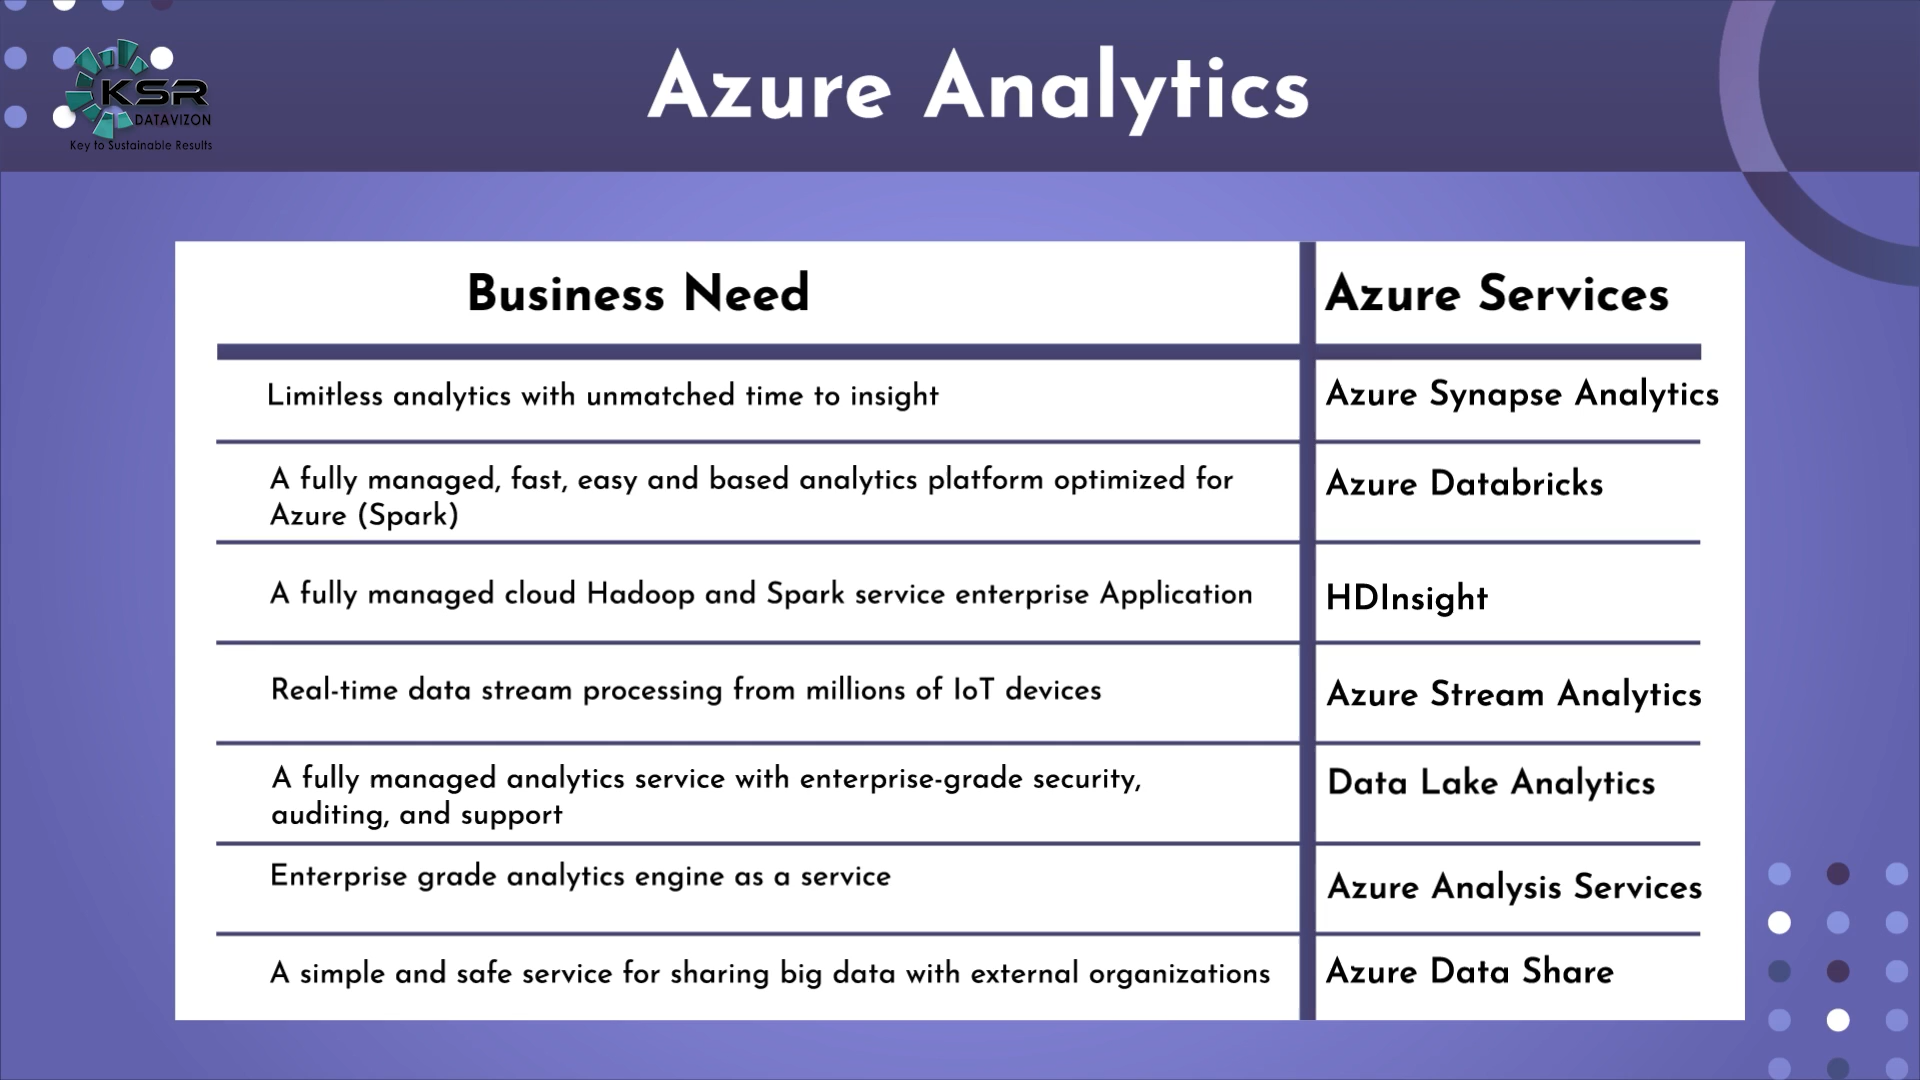 KSR
DATAVIZON
Key to Sustainable Results
Azure Analytics
Business Need
Azure Services
Limitless analytics with unmatched time to insight
Azure Synapse Analytics
A fully managed, fast, easy and based analytics platform optimized for
Azure (Spark)
Azure Databricks
A fully managed cloud Hadoop and Spark service enterprise Application
HDInsight
Real-time data stream processing from millions of IoT devices
Azure Stream Analytics
A fully managed analytics service with enterprise-grade security,
auditing, and support
Data Lake Analytics
Enterprise grade analytics engine as a service
Azure Analysis Services
A simple and safe service for sharing big data with external organizations
Azure Data Share